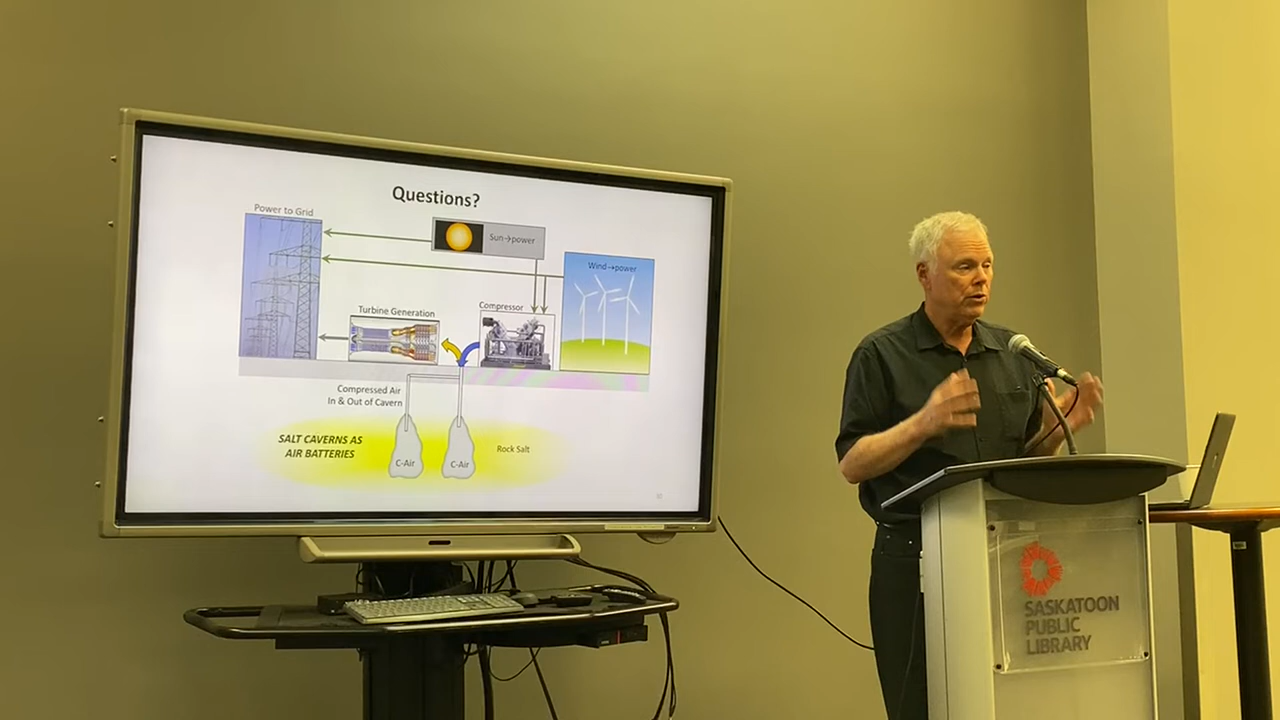 Questions?
Power to Grid
Sun→power
Wind→power
Turbine Generation
Compressor
Compressed Air
In & Out of Cavern
SALT CAVERNS AS
AIR BATTERIES
C-Air
C-Air
Rock Salt
SASKATOON
PUBLIC
LIBRARY